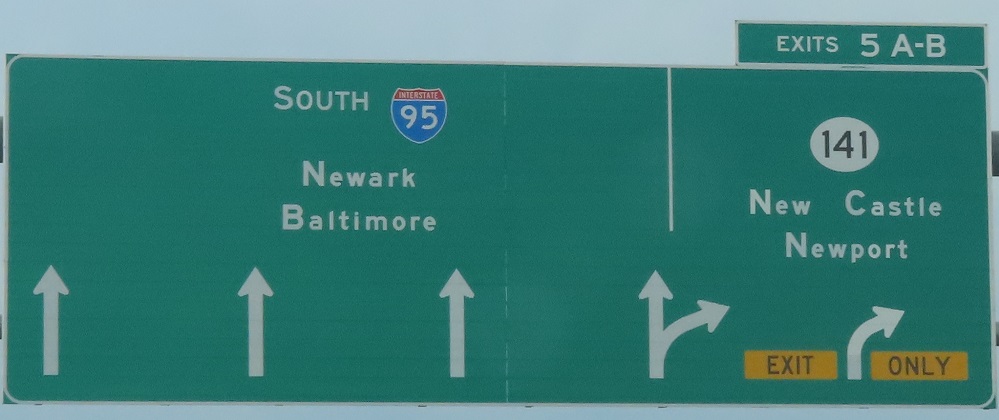 EXITS 5 A-B
SOUTH INTERSTATE 95
Newark
Baltimore
141
New Castle
Newport
EXIT ONLY